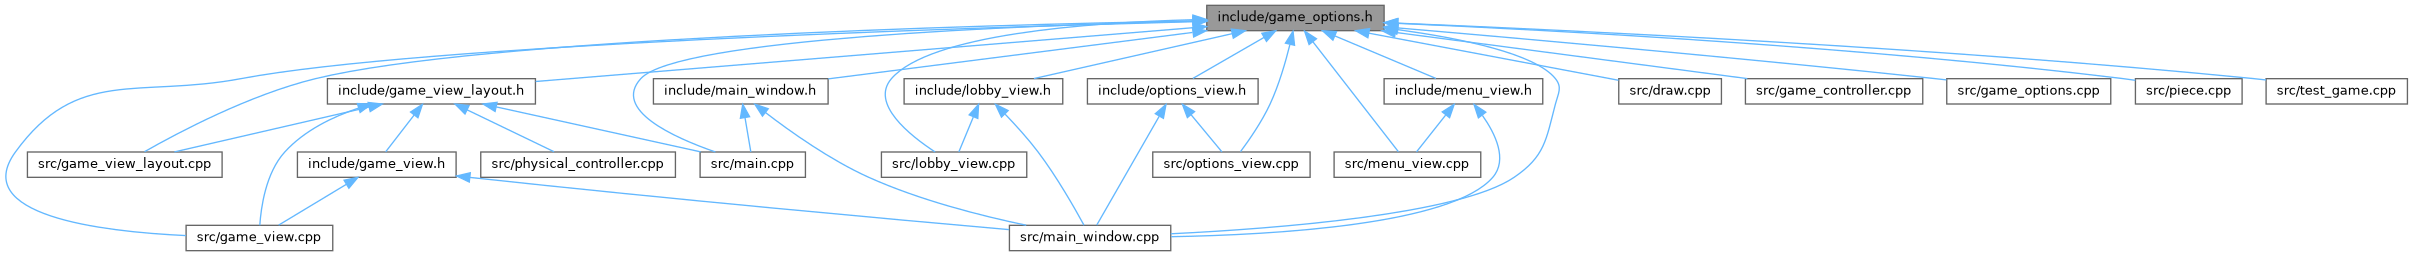 include/game_options.h
include/game_view_layout.h
include/main_window.h
include/lobby_view.h
include/options_view.h
include/menu_view.h
src/draw.cpp
src/game_controller.cpp
src/game_options.cpp
src/piece.cpp
src/test_game.cpp
src/game_view_layout.cpp
include/game_view.h
src/physical_controller.cpp
src/main.cpp
src/lobby_view.cpp
src/options_view.cpp
src/menu_view.cpp
src/game_view.cpp
src/main_window.cpp